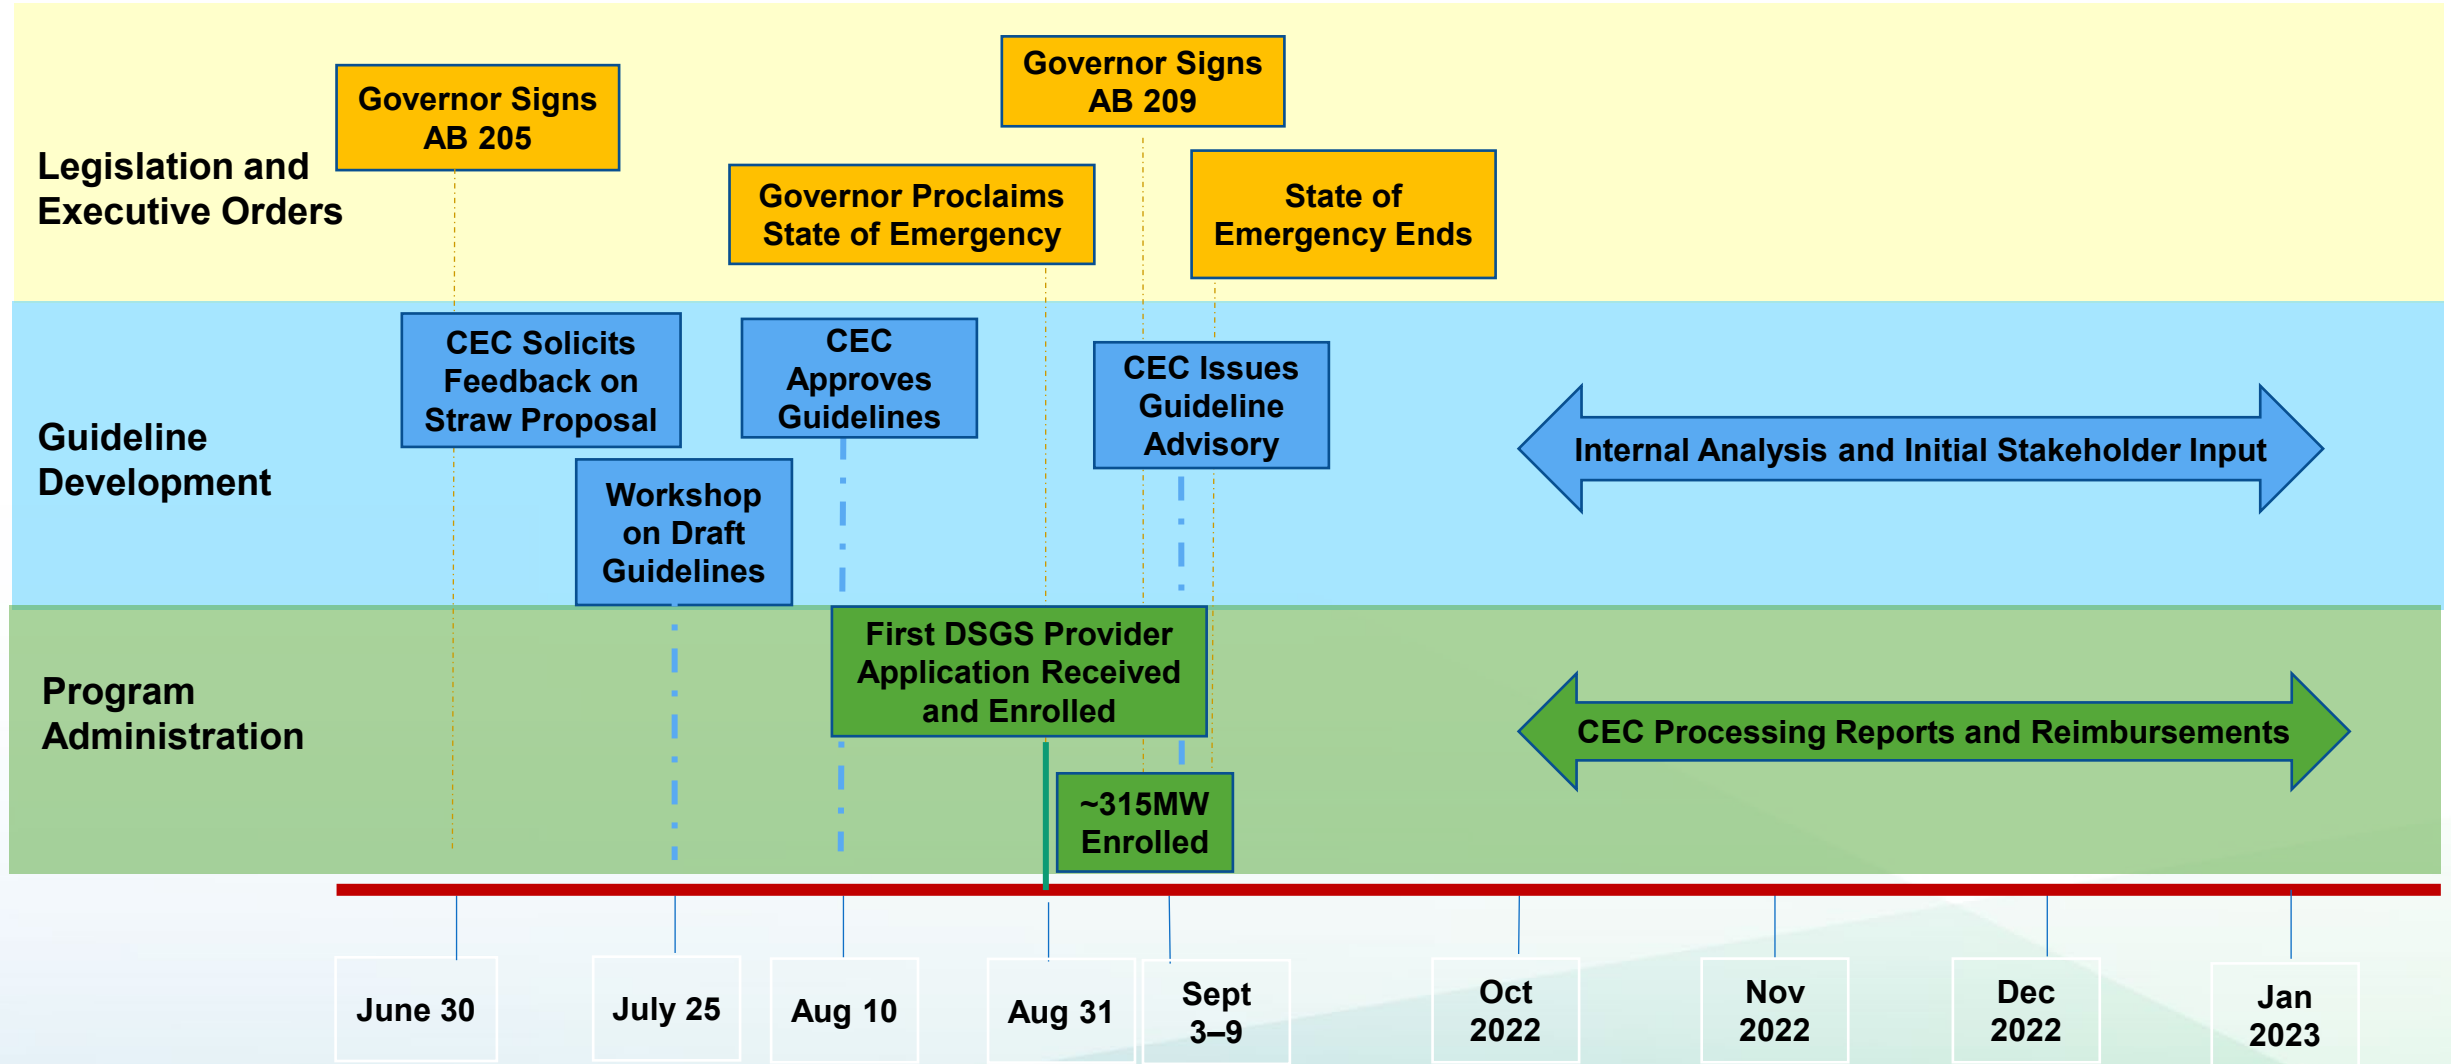 Legislation and
Executive Orders
Governor Signs
AB 205
Governor Proclaims
State of Emergency
Governor Signs
AB 209
State of
Emergency Ends
Guideline
Development
CEC Solicits
Feedback on
Straw Proposal
Workshop
on Draft
Guidelines
CEC
Approves
Guidelines
CEC Issues
Guideline
Advisory
Internal Analysis and Initial Stakeholder Input
Program
Administration
First DSGS Provider
Application Received
and Enrolled
~315MW
Enrolled
CEC Processing Reports and Reimbursements
June 30
July 25
Aug 10
Aug 31
Sept
3–9
Oct
2022
Nov
2022
Dec
2022
Jan
2023